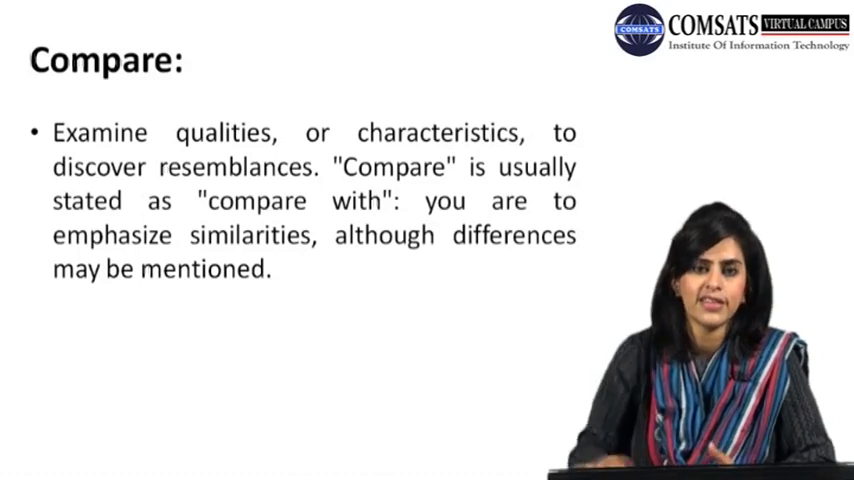 COMSATS
COMSATS VIRTUAL CAMPUS
Institute Of Information Technology
Compare:
• Examine qualities, or characteristics, to
discover resemblances. "Compare" is usually
stated as "compare with": you are to
emphasize similarities, although differences
may be mentioned.